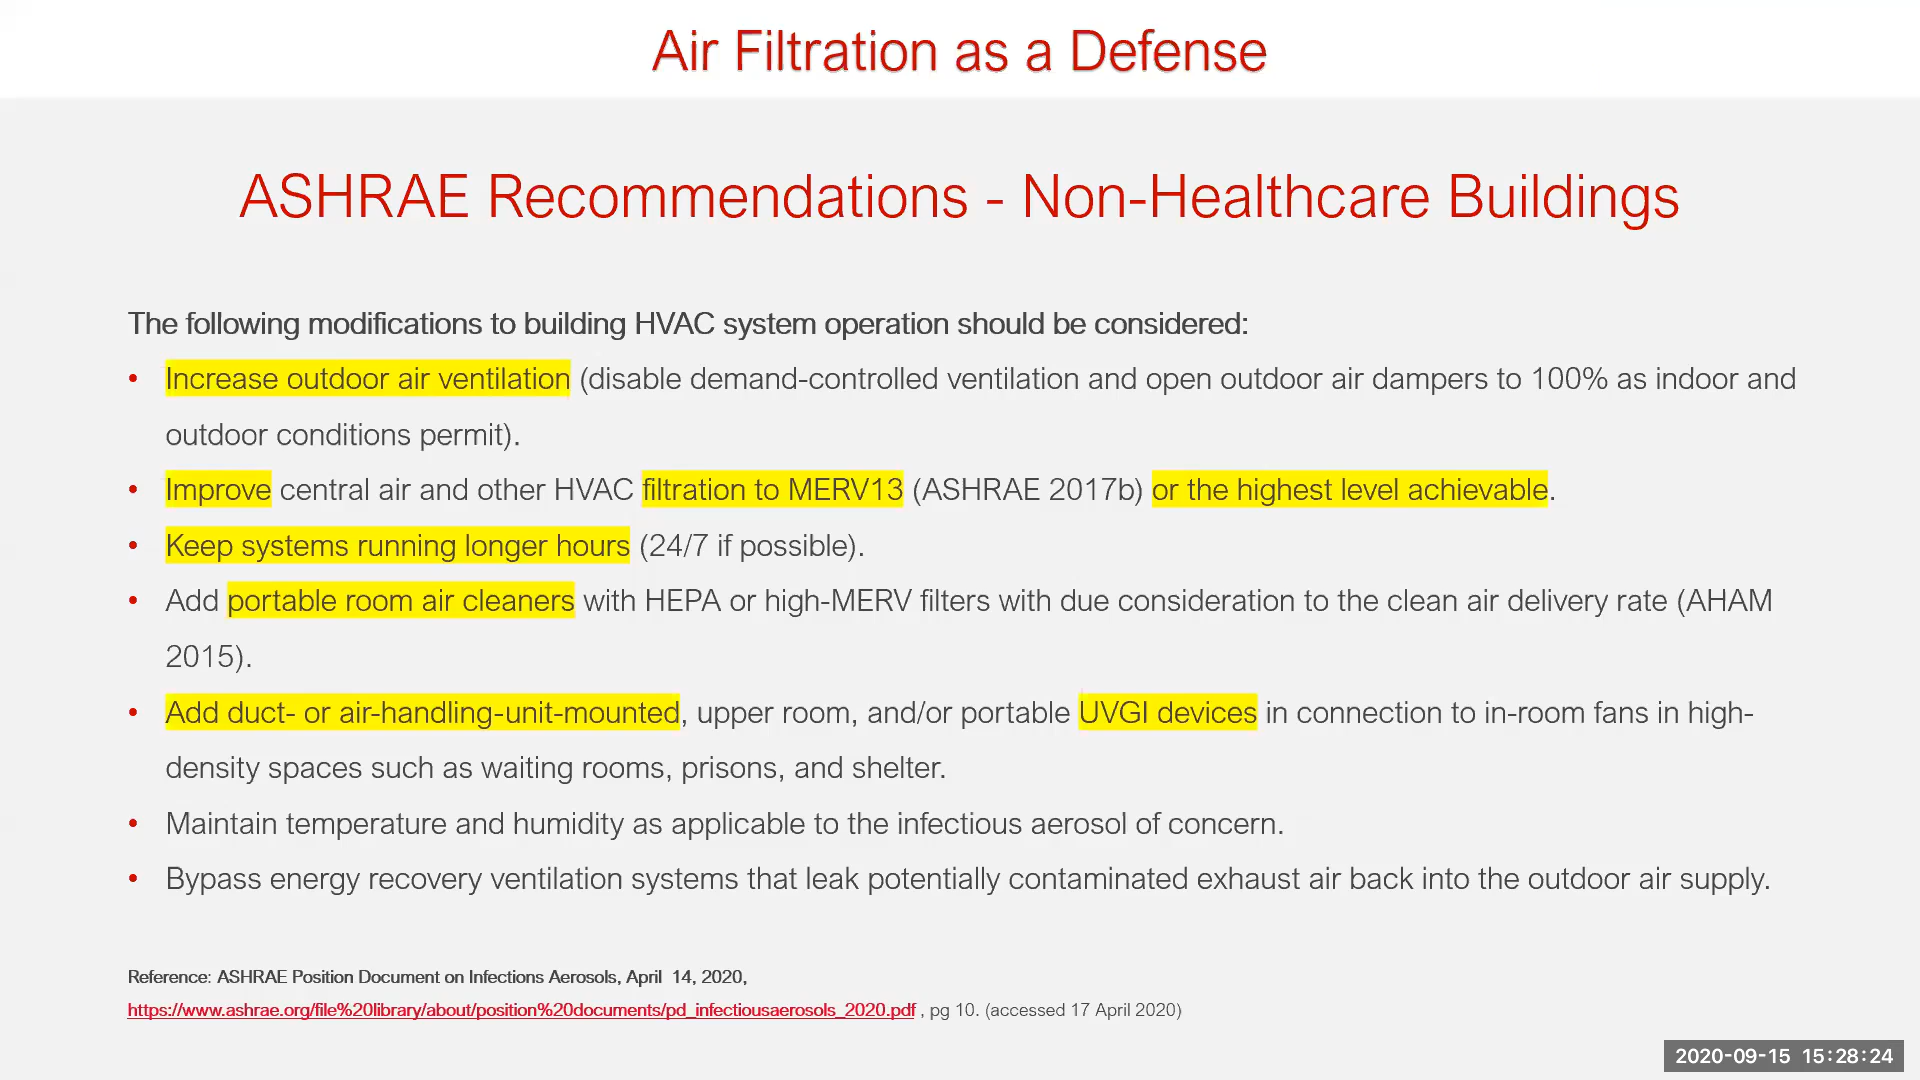 Air Filtration as a Defense
ASHRAE Recommendations - Non-Healthcare Buildings
The following modifications to building HVAC system operation should be considered:
• Increase outdoor air ventilation (disable demand-controlled ventilation and open outdoor air dampers to 100% as indoor and
outdoor conditions permit).
• Improve central air and other HVAC filtration to MERV13 (ASHRAE 2017b) or the highest level achievable.
• Keep systems running longer hours (24/7 if possible).
• Add portable room air cleaners with HEPA or high-MERV filters with due consideration to the clean air delivery rate (AHAM
2015).
• Add duct- or air-handling-unit-mounted, upper room, and/or portable UVGI devices in connection to in-room fans in high-
density spaces such as waiting rooms, prisons, and shelter.
• Maintain temperature and humidity as applicable to the infectious aerosol of concern.
• Bypass energy recovery ventilation systems that leak potentially contaminated exhaust air back into the outdoor air supply.
Reference: ASHRAE Position Document on Infections Aerosols, April 14, 2020,
https://www.ashrae.org/file%20library/about/position%20documents/pd_infectiousaerosols_2020.pdf , pg 10. (accessed 17 April 2020)
2020-09-15 15:28:24